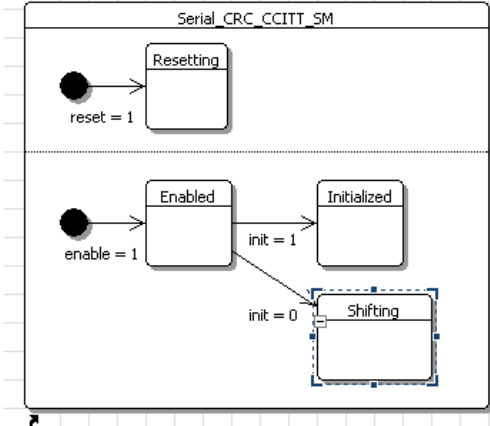 Serial_CRC_CCITT_SM
Resetting
reset = 1
Enabled
Initialized
enable = 1
init = 1
init = 0
Shifting